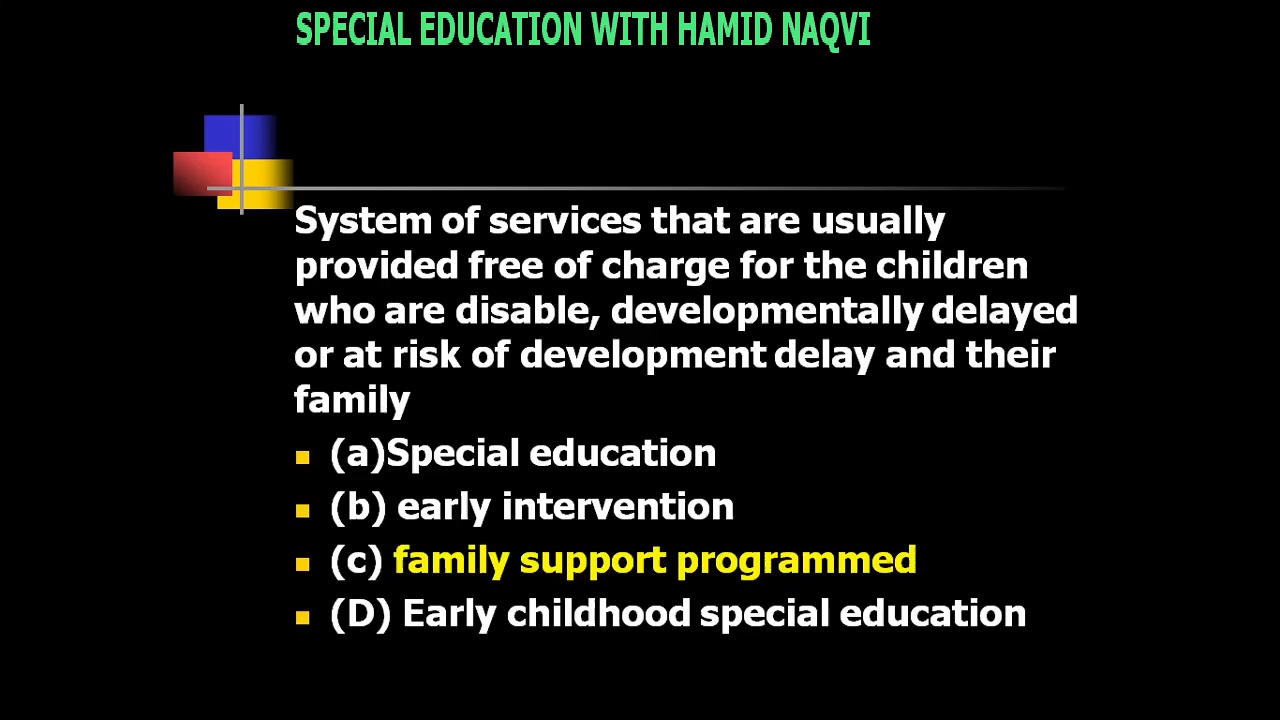 SPECIAL EDUCATION WITH HAMID NAQVI
System of services that are usually
provided free of charge for the children
who are disable, developmentally delayed
or at risk of development delay and their
family
(a)Special education
(b) early intervention
(c) family support programmed
(D) Early childhood special education